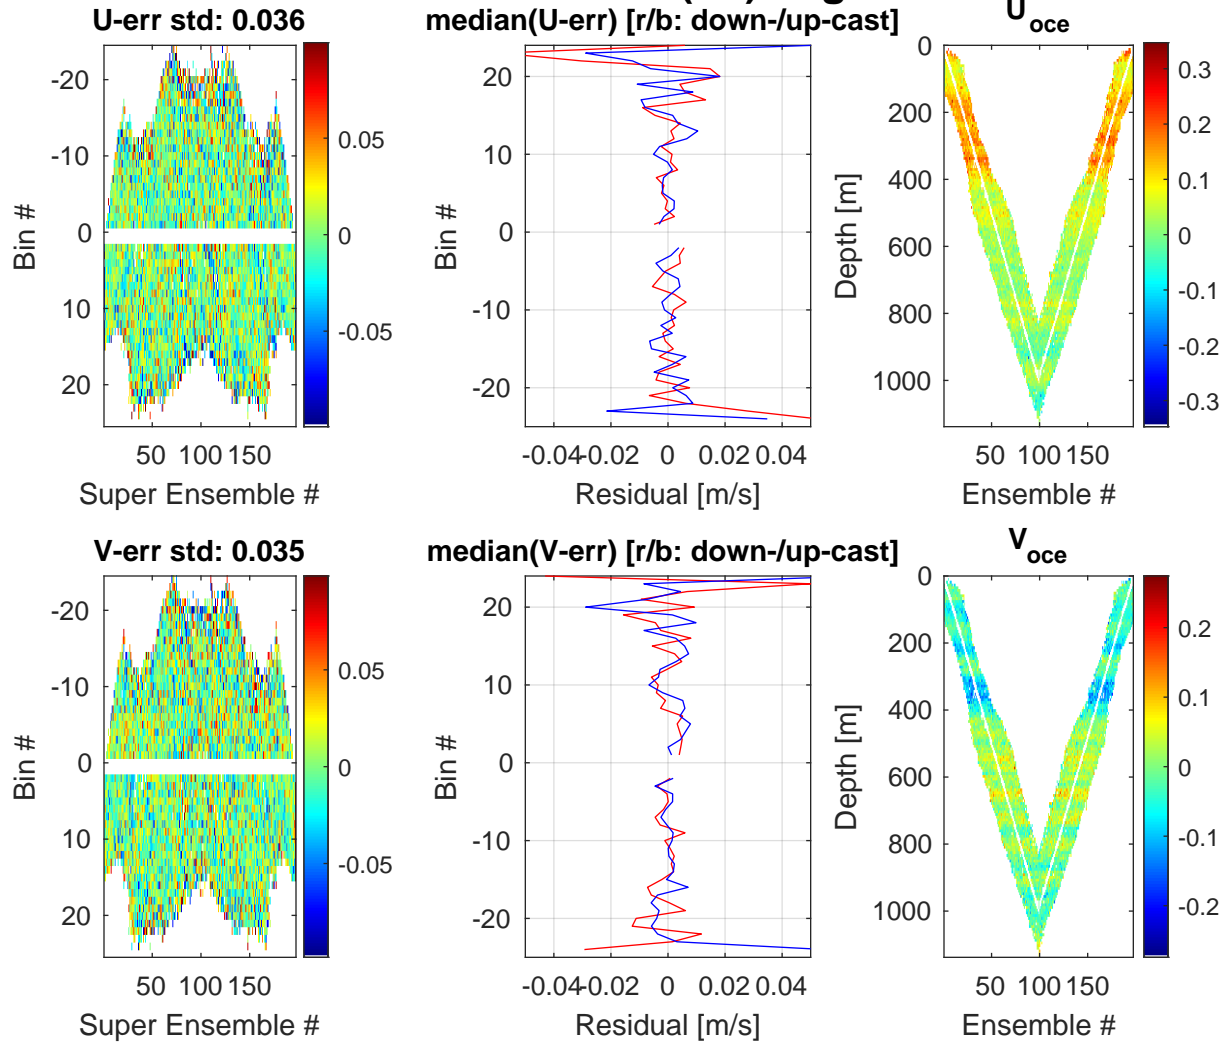 U-err std: 0.036
-20
-10
0
10
20
Bin #
50 100 150
Super Ensemble #
0.05
0
-0.05
median(U-err) [r/b: down-/up-cast]
20
10
0
-10
-20
Bin #
-0.04 -0.02 0 0.02 0.04
Residual [m/s]
Uoce
0
200
400
600
800
1000
Depth [m]
50 100 150
Ensemble #
0.3
0.2
0.1
0
-0.1
-0.2
-0.3
V-err std: 0.035
-20
-10
0
10
20
Bin #
50 100 150
Super Ensemble #
0.05
0
-0.05
median(V-err) [r/b: down-/up-cast]
20
10
0
-10
-20
Bin #
-0.04 -0.02 0 0.02 0.04
Residual [m/s]
Voce
0
200
400
600
800
1000
Depth [m]
50 100 150
Ensemble #
0.2
0.1
0
-0.1
-0.2